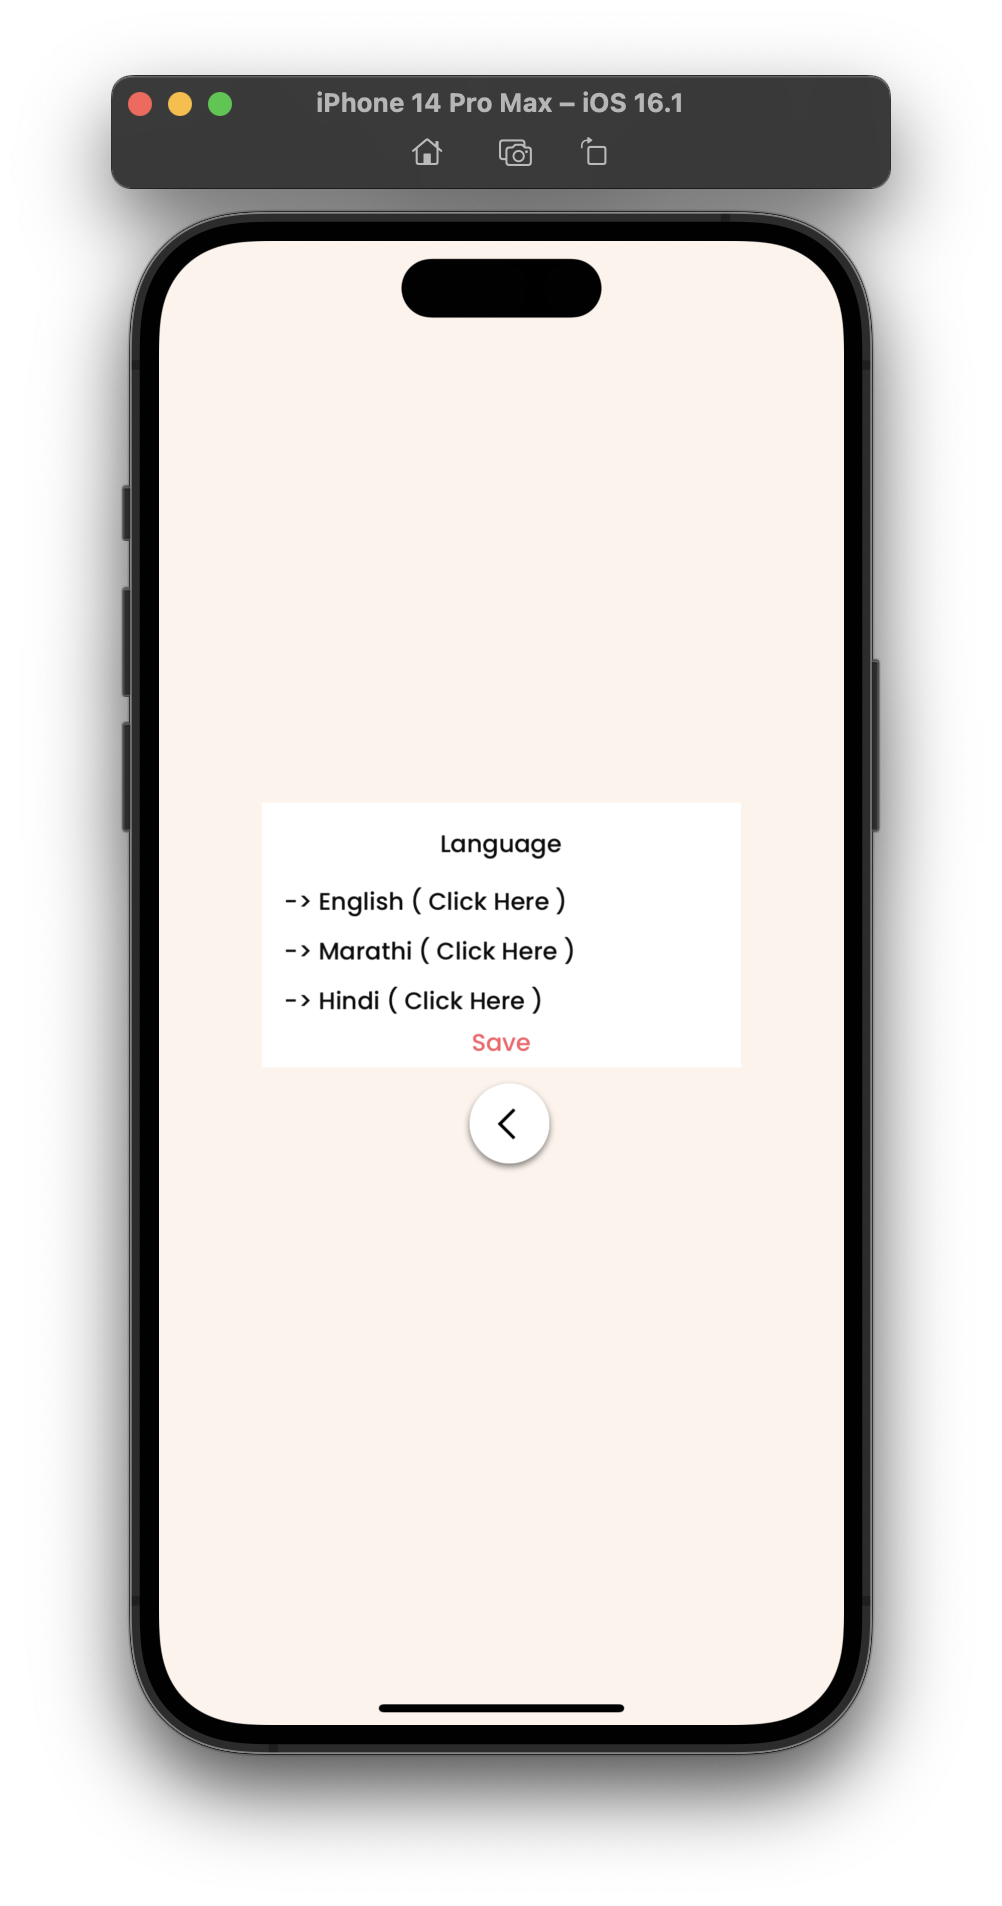 iPhone 14 Pro Max – iOS 16.1
Language
-> English ( Click Here )
-> Marathi ( Click Here )
-> Hindi ( Click Here )
Save